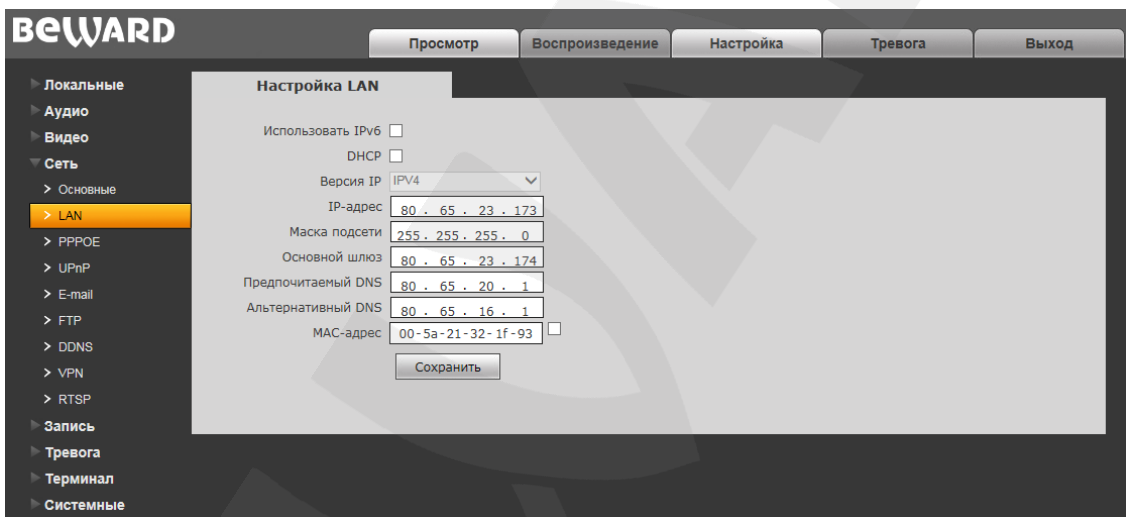 BEWARD
Просмотр Воспроизведение Настройка Тревога Выход
Локальные
Аудио
Видео
Сеть
Основные
LAN
PPPOE
UPnP
E-mail
FTP
DDNS
VPN
RTSP
Запись
Тревога
Терминал
Системные
Настройка LAN
Использовать IPv6
DHCP
Версия IP IPV4
IP-адрес 80 . 65 . 23 . 173
Маска подсети 255 . 255 . 255 . 0
Основной шлюз 80 . 65 . 23 . 174
Предпочитаемый DNS 80 . 65 . 20 . 1
Альтернативный DNS 80 . 65 . 16 . 1
MAC-адрес 00-5a-21-32-1f-93
Сохранить